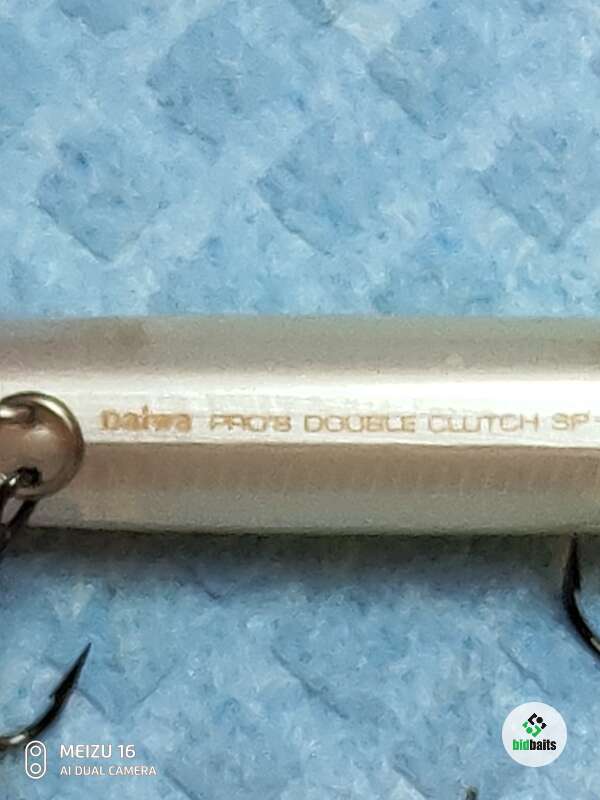 Daiwa PRO'S DOUBLE CLUTCH SP
MEIZU 16
AI DUAL CAMERA
bidbaits